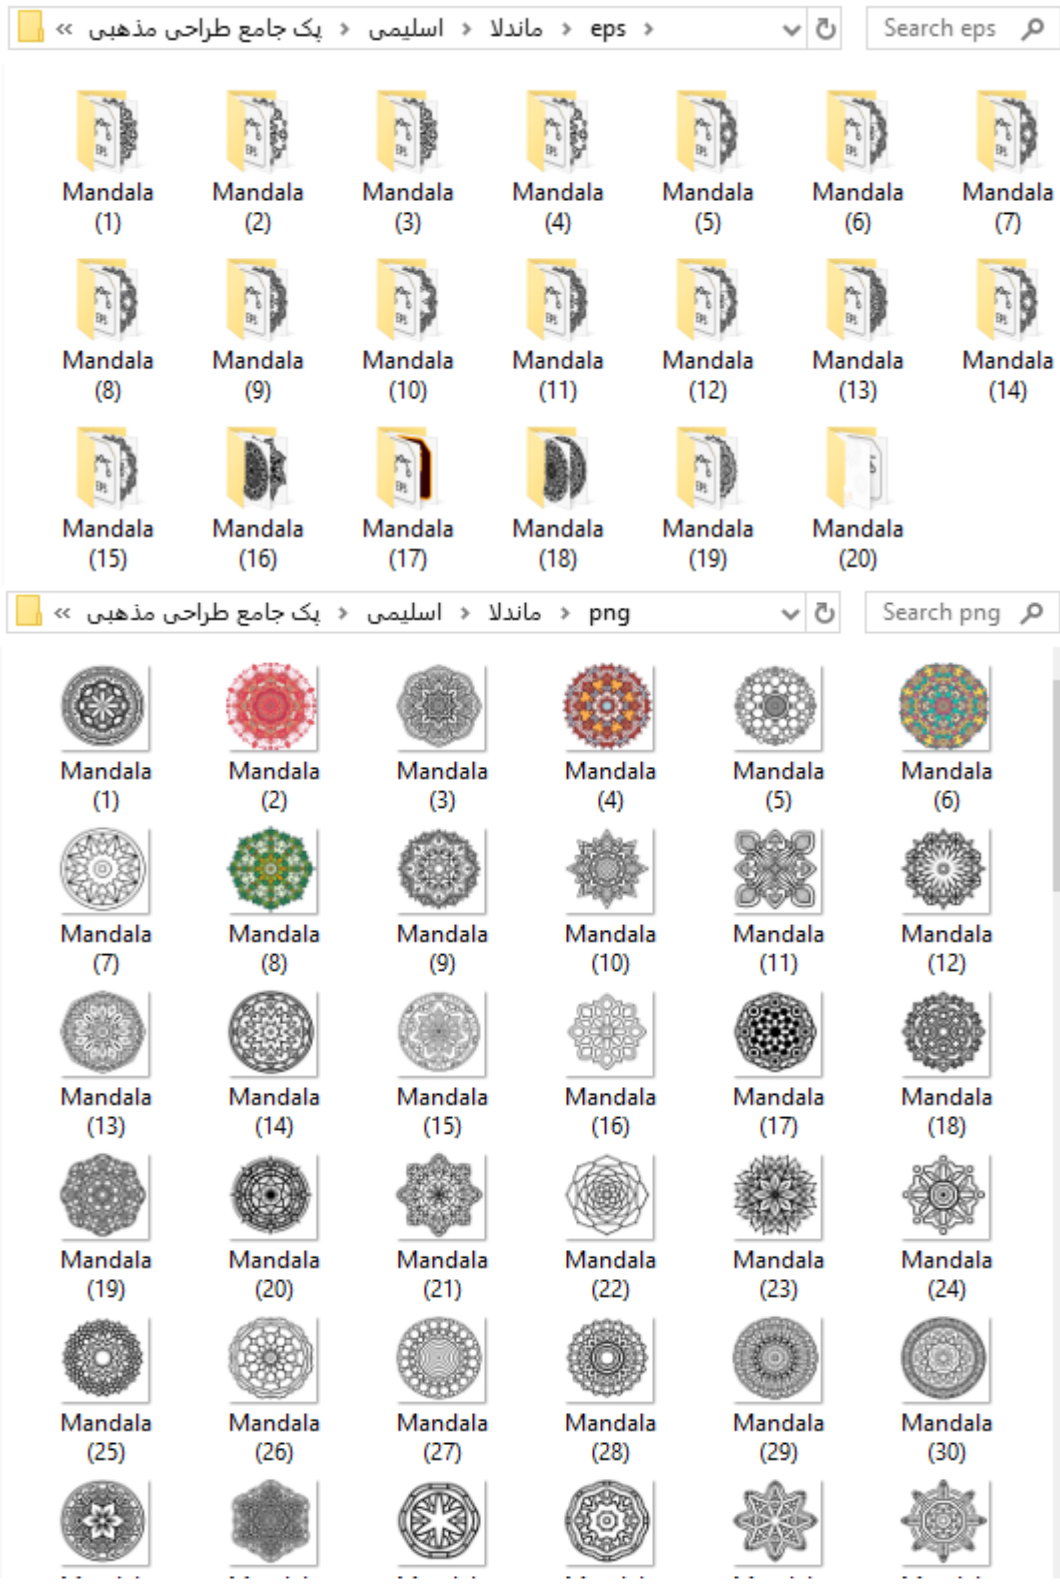 « پک جامع طراحی مذهبی › اسلیمی › ماندلا › eps › Search eps
Mandala Mandala Mandala Mandala Mandala Mandala Mandala
(1) (2) (3) (4) (5) (6) (7)
Mandala Mandala Mandala Mandala Mandala Mandala Mandala
(8) (9) (10) (11) (12) (13) (14)
Mandala Mandala Mandala Mandala Mandala Mandala
(15) (16) (17) (18) (19) (20)
« پک جامع طراحی مذهبی › اسلیمی › ماندلا › png Search png
Mandala Mandala Mandala Mandala Mandala Mandala
(1) (2) (3) (4) (5) (6)
Mandala Mandala Mandala Mandala Mandala Mandala
(7) (8) (9) (10) (11) (12)
Mandala Mandala Mandala Mandala Mandala Mandala
(13) (14) (15) (16) (17) (18)
Mandala Mandala Mandala Mandala Mandala Mandala
(19) (20) (21) (22) (23) (24)
Mandala Mandala Mandala Mandala Mandala Mandala
(25) (26) (27) (28) (29) (30)